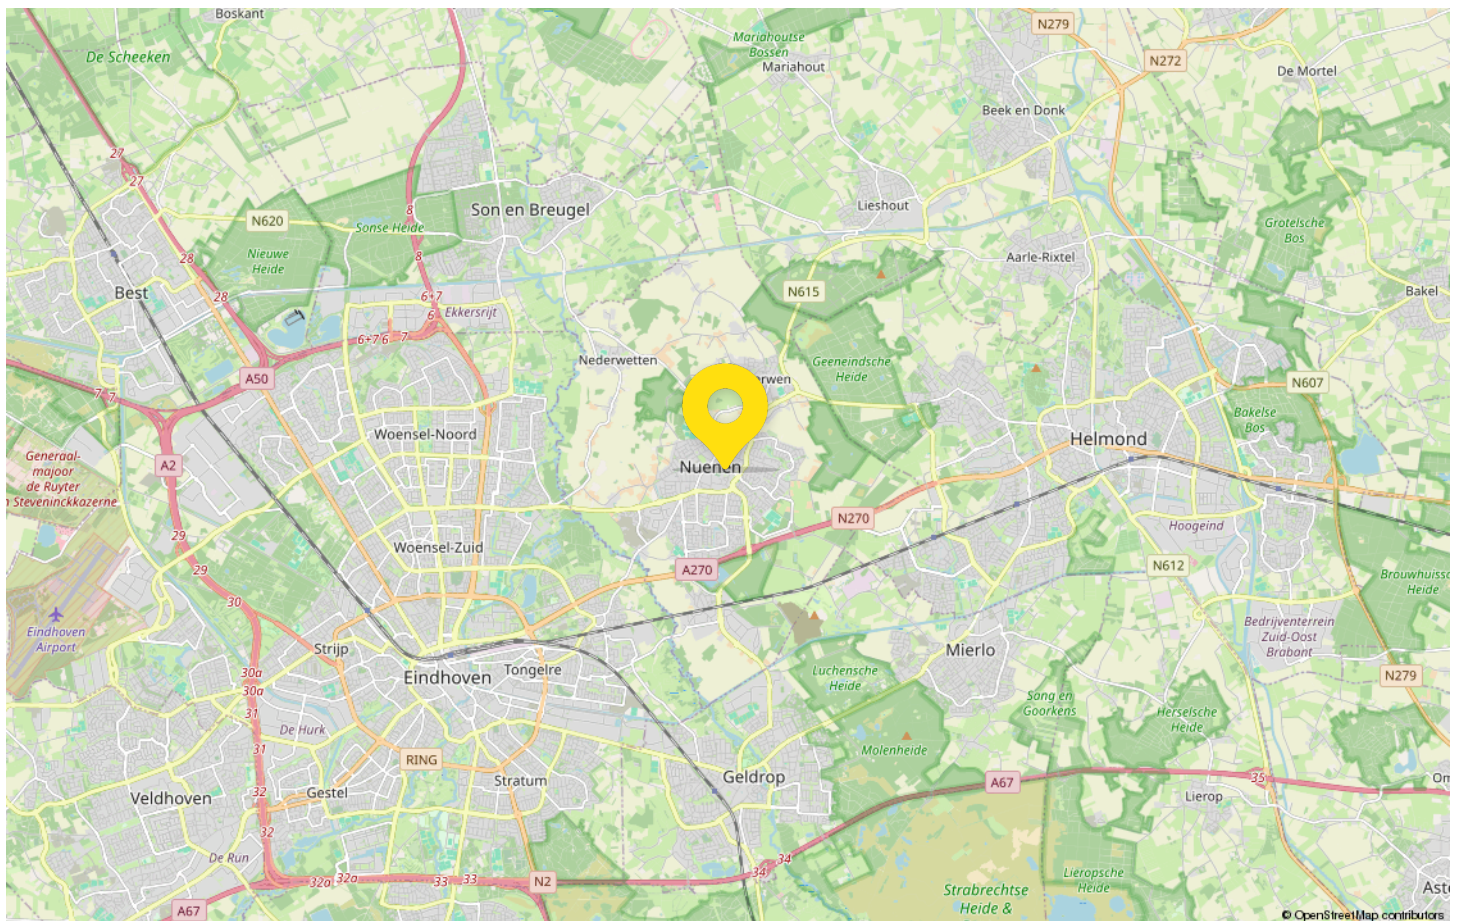 Boskant
De Scheeken
Mariahoutse
Bossen
Mariahout
N279
N272
De Mortel
Beek en Donk
27
27
8
Son en Breugel
Lieshout
N620
Sonse Heide
Grotelsche
Bos
Nieuwe
Heide
28
8
Aarle-Rixtel
Best
28
6+7
6
Ekkersrijt
N615
Bakel
6+7 6
7
Nederwetten
Geeneindsche
Heide
erwen
A50
7 7
N607
Bakelse
Bos
Woensel-Noord
Helmond
Generaal-
majoor
de Ruyter
n Steveninckkazerne
A2
Nuenen
N270
Hoogeind
29
Woensel-Zuid
29
A270
N612
Brouwhuissc
Heide
30
Eindhoven
Airport
Bedrijventerrein
Zuid-Oost
Brabant
Strijp
Mierlo
Tongelre
30a
30a
Eindhoven
Luchensche
Heide
N279
31
Sang en
Goorkens
Herselsche
Heide
De Hurk
31
Molenheide
RING
Stratum
Geldrop
A67
35
Om
Veldhoven
Gestel
32
Lierop
32
De Run
34
34
Lieropsche
Heide
32a
32a
33
33
N2
Strabrechtse
Heide &
Aste
A67
© OpenStreetMap contributors